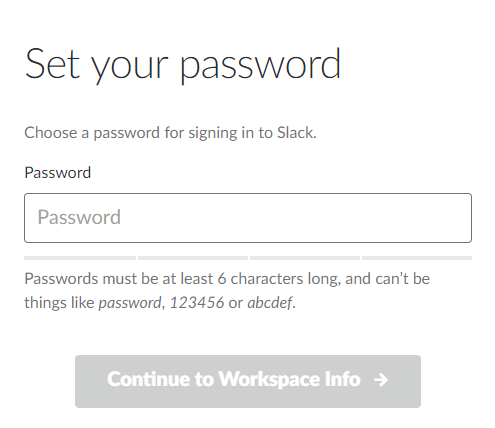 Set your password
Choose a password for signing in to Slack.
Password
Password
Passwords must be at least 6 characters long, and can’t be
things like password, 123456 or abcdef.
Continue to Workspace Info →